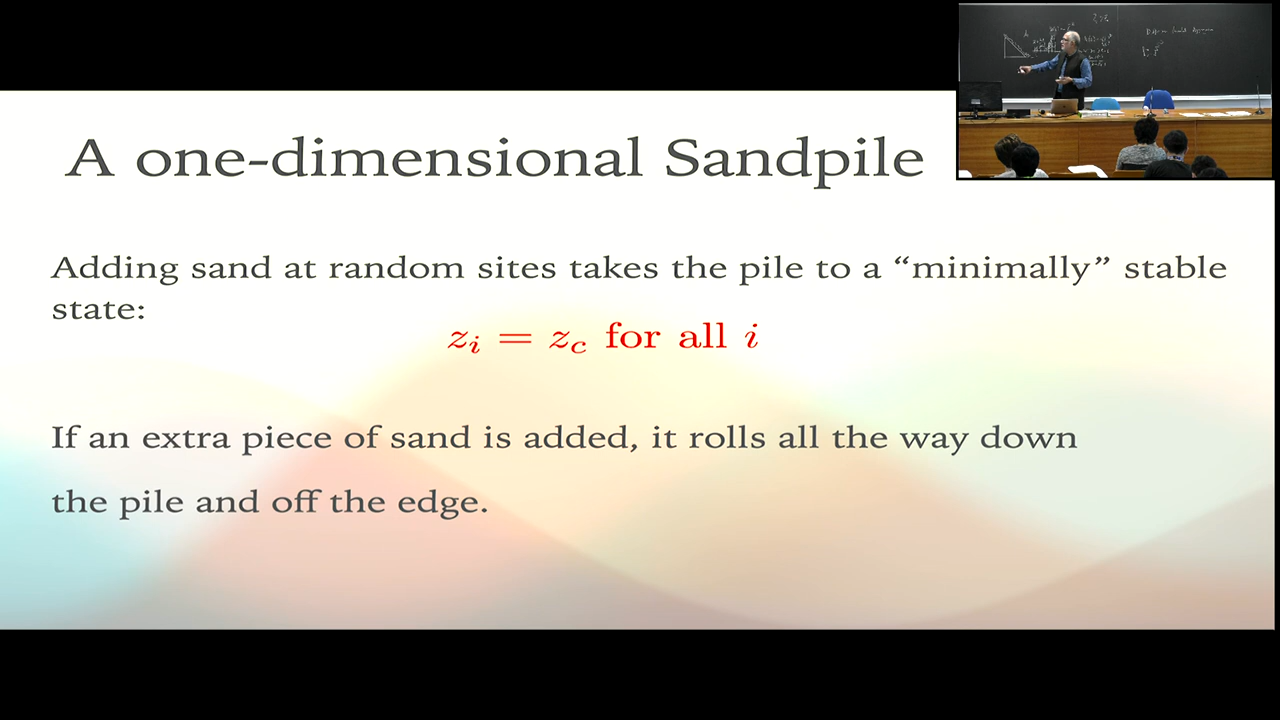 A one-dimensional Sandpile
Adding sand at random sites takes the pile to a “minimally” stable
state:
z_i = z_c for all i
If an extra piece of sand is added, it rolls all the way down
the pile and off the edge.